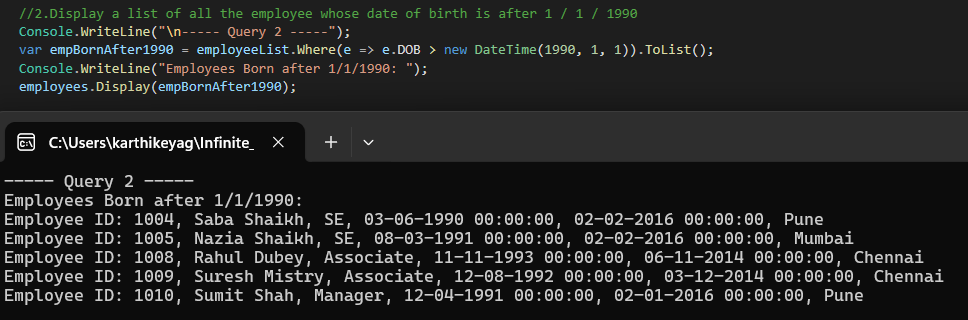 //2.Display a list of all the employee whose date of birth is after 1 / 1 / 1990
Console.WriteLine("\n----- Query 2 -----");
var empBornAfter1990 = employeeList.Where(e => e.DOB > new DateTime(1990, 1, 1)).ToList();
Console.WriteLine("Employees Born after 1/1/1990: ");
employees.Display(empBornAfter1990);
C:\Users\karthikeyag\Infinite_
----- Query 2 -----
Employees Born after 1/1/1990:
Employee ID: 1004, Saba Shaikh, SE, 03-06-1990 00:00:00, 02-02-2016 00:00:00, Pune
Employee ID: 1005, Nazia Shaikh, SE, 08-03-1991 00:00:00, 02-02-2016 00:00:00, Mumbai
Employee ID: 1008, Rahul Dubey, Associate, 11-11-1993 00:00:00, 06-11-2014 00:00:00, Chennai
Employee ID: 1009, Suresh Mistry, Associate, 12-08-1992 00:00:00, 03-12-2014 00:00:00, Chennai
Employee ID: 1010, Sumit Shah, Manager, 12-04-1991 00:00:00, 02-01-2016 00:00:00, Pune